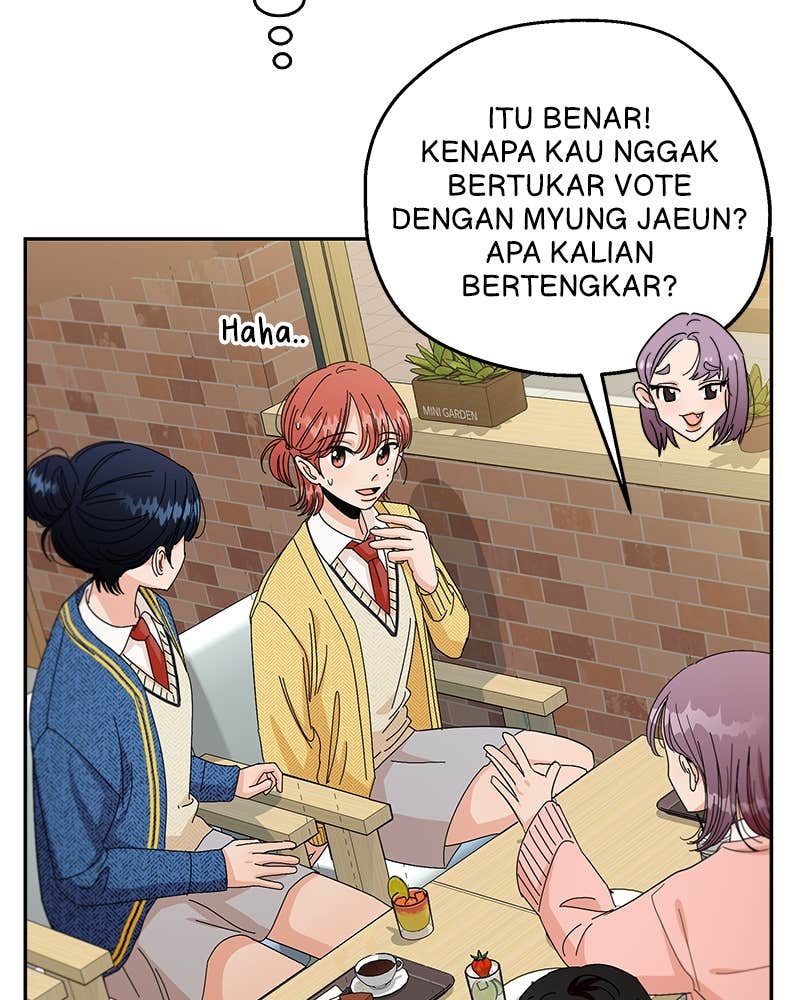 ITU BENAR!
KENAPA KAU NGGAK
BERTUKAR VOTE
DENGAN MYUNG JAEUN?
APA KALIAN
BERTENGKAR?
Haha..
MINI GARDEN